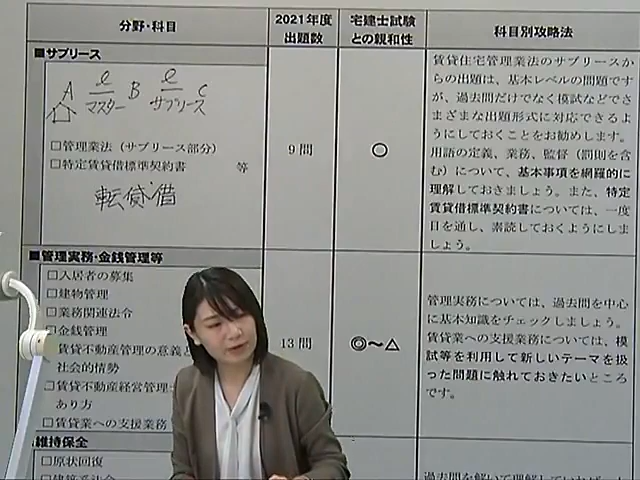 分野・科目
2021年度
出題数
宅建士試験
との親和性
科目別攻略法
■サブリース
A ℓ B ℓ C
マスター サブリース
□管理業法（サブリース部分）
□特定賃貸借標準契約書 等
転貸借
9問
○
賃貸住宅管理業法のサブリースか
らの出題は、基本レベルの問題です
が、過去問だけでなく模試などでさ
まざまな出題形式に対応できるよ
うにしておくことをお勧めします。
用語の定義、業務、監督（罰則を含
む）について、基本事項を網羅的に
理解しておきましょう。また、特定
賃貸借標準契約書については、一度
目を通し、素読しておくようにしま
しょう。
■管理実務・金銭管理等
□入居者の募集
□建物管理
□業務関連法令
□金銭管理
賃貸不動産管理の意義と
社会的情勢
□賃貸不動産経営管理士
あり方
□賃貸業への支援業務
13問
◎～△
管理実務については、過去問を中心
に基本知識をチェックしましょう。
賃貸業への支援業務については、模
試等を利用して新しいテーマを扱
った問題に触れておきたいところ
です。
維持保全
□原状回復